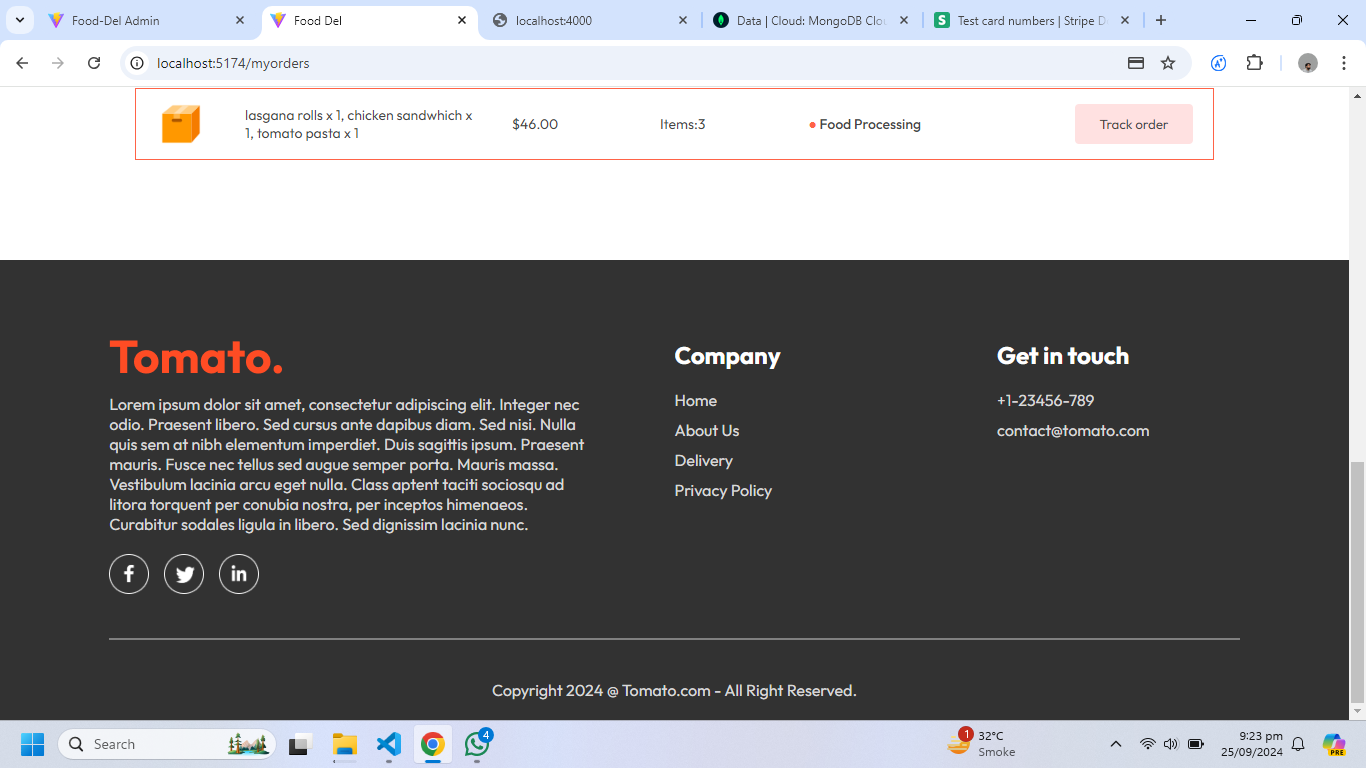 Food-Del Admin
Food Del
localhost:4000
Data | Cloud: MongoDB Clou
Test card numbers | Stripe D
localhost:5174/myorders
lasgana rolls x 1, chicken sandwhich x
1, tomato pasta x 1
$46.00
Items:3
● Food Processing
Track order
Tomato.
Lorem ipsum dolor sit amet, consectetur adipiscing elit. Integer nec
odio. Praesent libero. Sed cursus ante dapibus diam. Sed nisi. Nulla
quis sem at nibh elementum imperdiet. Duis sagittis ipsum. Praesent
mauris. Fusce nec tellus sed augue semper porta. Mauris massa.
Vestibulum lacinia arcu eget nulla. Class aptent taciti sociosqu ad
litora torquent per conubia nostra, per inceptos himenaeos.
Curabitur sodales ligula in libero. Sed dignissim lacinia nunc.
Company
Home
About Us
Delivery
Privacy Policy
Get in touch
+1-23456-789
contact@tomato.com
Copyright 2024 @ Tomato.com - All Right Reserved.
Search
4
1
32°C
Smoke
9:23 pm
25/09/2024
PRE